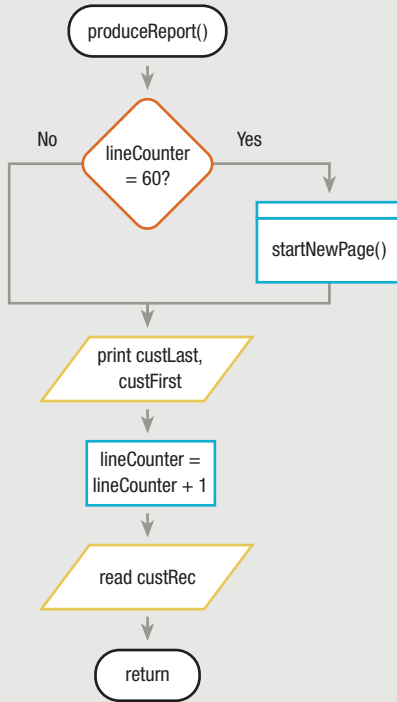 produceReport()
No
Yes
lineCounter
= 60?
startNewPage()
print custLast,
custFirst
lineCounter =
lineCounter + 1
read custRec
return